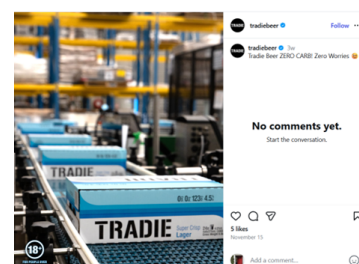 tradiebeer
Follow
tradiebeer 3w
Tradie Beer ZERO CARB! Zero Worries.
No comments yet.
Start the conversation.
5 likes
November 15
Add a comment...
TRADIE
TRADIE
Super Crisp
Lager
18+